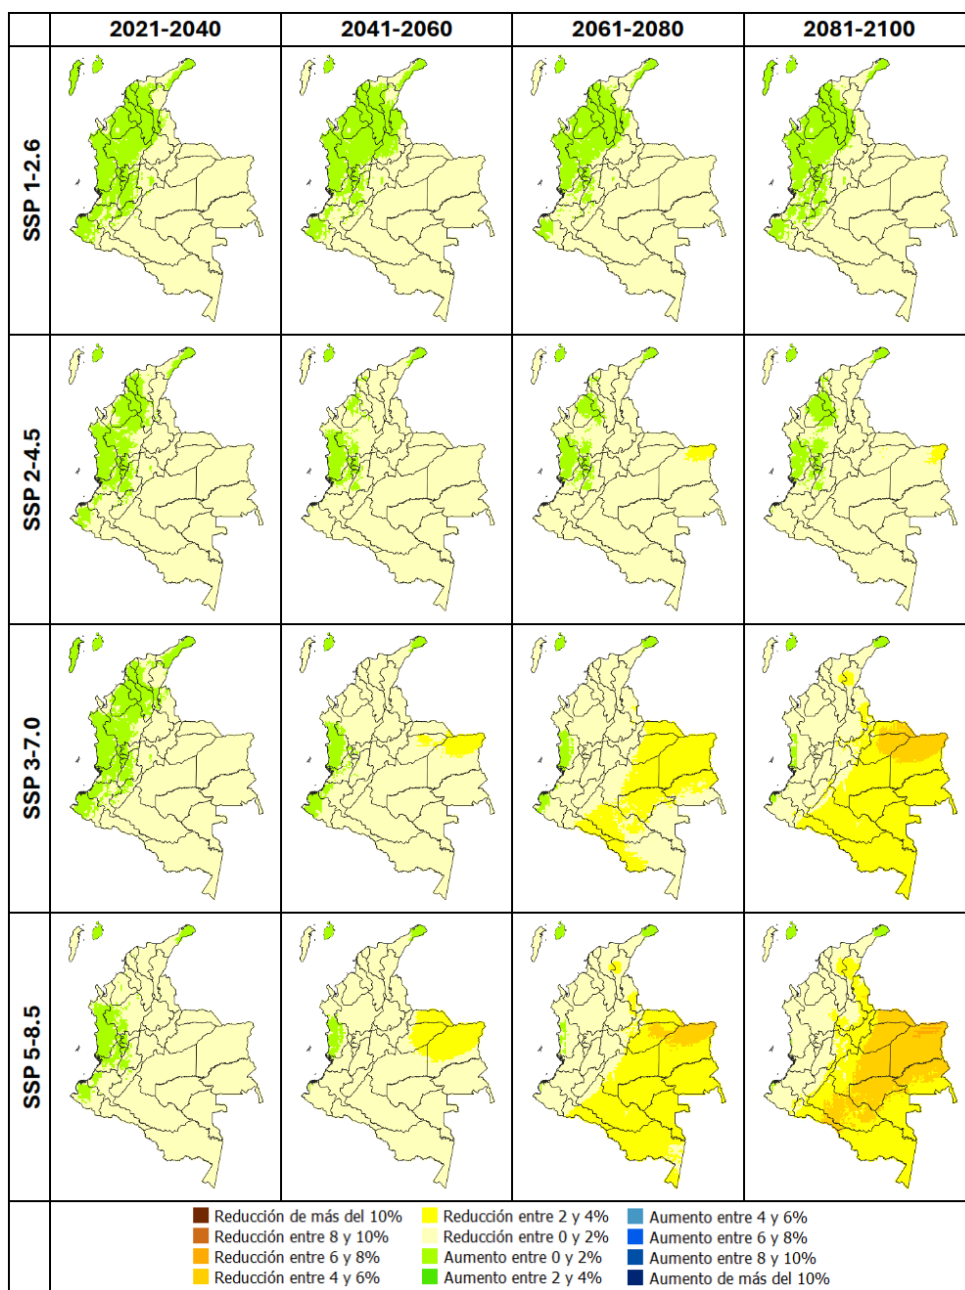 2021-2040 2041-2060 2061-2080 2081-2100
SSP 1-2.6
SSP 2-4.5
SSP 3-7.0
SSP 5-8.5
Reducción de más del 10% Reducción entre 2 y 4% Aumento entre 4 y 6%
Reducción entre 8 y 10% Reducción entre 0 y 2% Aumento entre 6 y 8%
Reducción entre 6 y 8% Aumento entre 0 y 2% Aumento entre 8 y 10%
Reducción entre 4 y 6% Aumento entre 2 y 4% Aumento de más del 10%